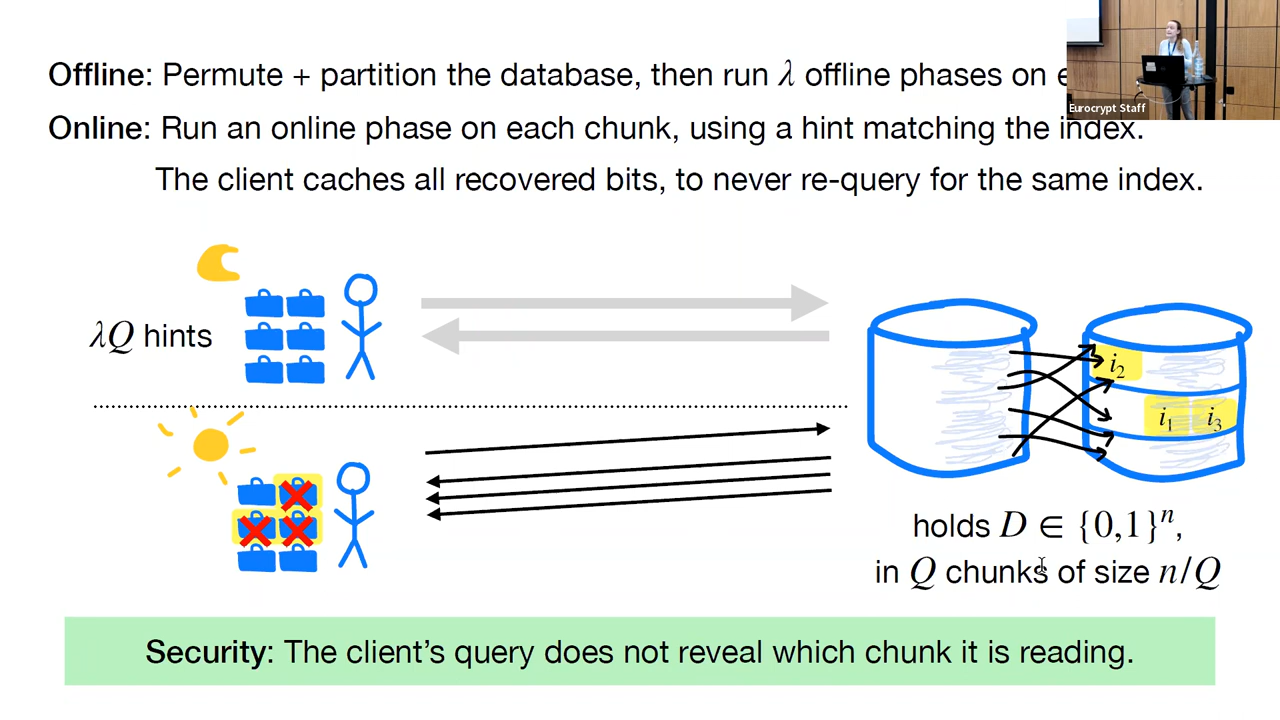 Offline: Permute + partition the database, then run λ offline phases on
Online: Run an online phase on each chunk, using a hint matching the index.
The client caches all recovered bits, to never re-query for the same index.
Eurocrypt Staff
λQ hints
i₂
i₁ i₃
holds D ∈ {0,1}ⁿ,
in Q chunks of size n/Q
Security: The client's query does not reveal which chunk it is reading.